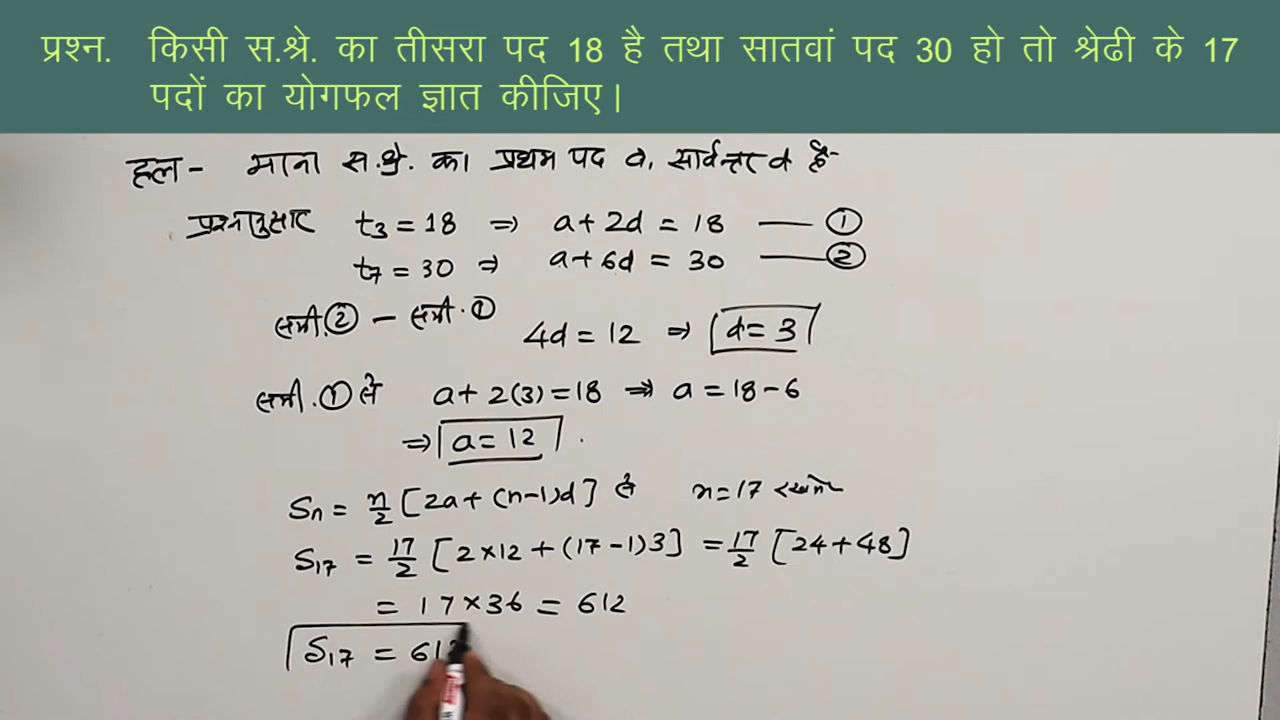 प्रश्न. किसी स.श्रे. का तीसरा पद 18 है तथा सातवां पद 30 हो तो श्रेढी के 17
पदों का योगफल ज्ञात कीजिए।
हल - माना स.श्रे. का प्रथम पद व सार्वन्तर है-
प्रश्नानुसार t₃ = 18 ⇒ a + 2d = 18 —— ①
t₇ = 30 ⇒ a + 6d = 30 —— ②
समी.② - समी.①
4d = 12 ⇒ d = 3
समी.① से a + 2(3) = 18 ⇒ a = 18 - 6
⇒ a = 12
Sn = n/2 [2a + (n-1)d] से n = 17
S₁₇ = 17/2 [2×12 + (17-1)3] = 17/2 [24+48]
= 17×36 = 612
S₁₇ =